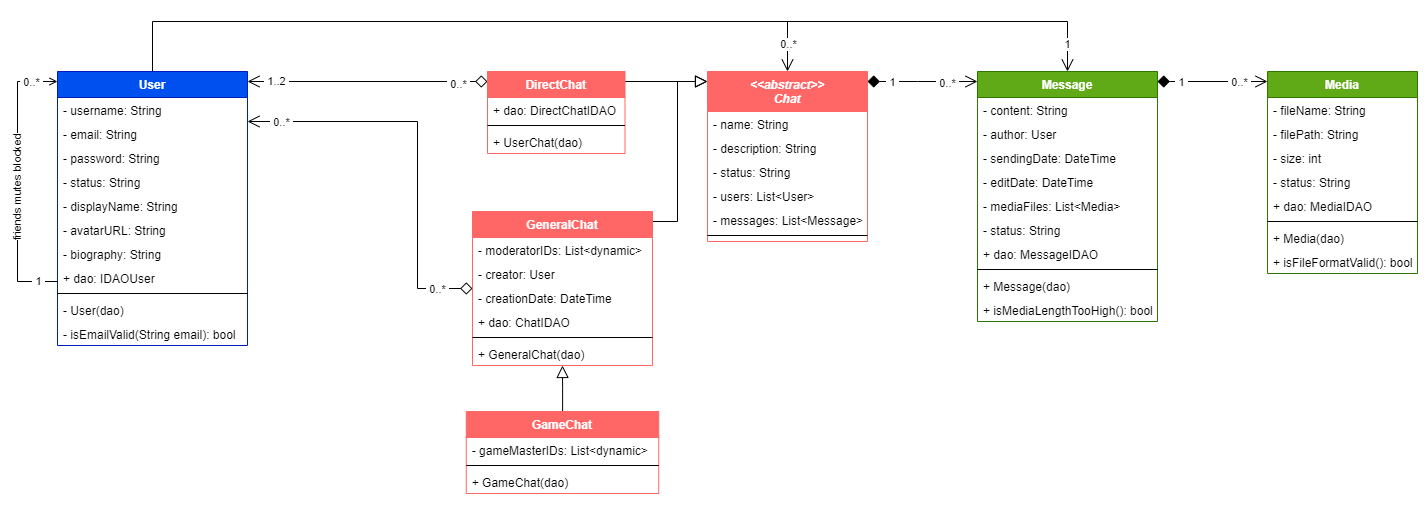 0..*
1
0..*
User
- username: String
- email: String
- password: String
- status: String
- displayName: String
- avatarURL: String
- biography: String
+ dao: IDAOUser
- User(dao)
- isEmailValid(String email): bool
friends mutes blocked
1
1..2
0..*
0..*
0..*
DirectChat
+ dao: DirectChatIDAO
+ UserChat(dao)
GeneralChat
- moderatorIDs: List<dynamic>
- creator: User
- creationDate: DateTime
+ dao: ChatIDAO
+ GeneralChat(dao)
GameChat
- gameMasterIDs: List<dynamic>
+ GameChat(dao)
<<abstract>>
Chat
- name: String
- description: String
- status: String
- users: List<User>
- messages: List<Message>
1
0..*
Message
- content: String
- author: User
- sendingDate: DateTime
- editDate: DateTime
- mediaFiles: List<Media>
- status: String
+ dao: MessageIDAO
+ Message(dao)
+ isMediaLengthTooHigh(): bool
1
0..*
Media
- fileName: String
- filePath: String
- size: int
- status: String
+ dao: MediaIDAO
+ Media(dao)
+ isFileFormatValid(): bool